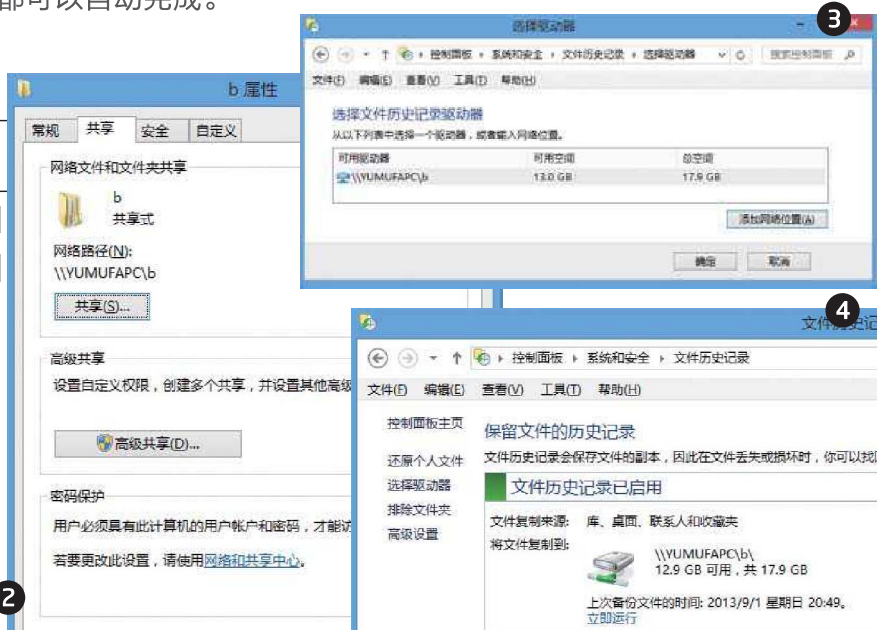 都可以自动完成。
b 属性
常规 共享 安全 自定义
网络文件和文件夹共享
b
共享式
网络路径(N):
\\YUMUFAPC\b
共享(S)...
高级共享
设置自定义权限，创建多个共享，并设置其他高级
高级共享(D)...
密码保护
用户必须具有此计算机的用户帐户和密码，才能访
若要更改此设置，请使用网络和共享中心。
2
选择驱动器
3
控制面板 系统和安全 文件历史记录 选择驱动器 搜索控制面板
文件(F) 编辑(E) 查看(V) 工具(T) 帮助(H)
选择文件历史记录驱动器
从以下列表中选择一个驱动器，或者输入网络位置。
可用驱动器 可用空间 总空间
\\YUMUFAPC\b 13.0 GB 17.9 GB
添加网络位置(A)
确定 取消
4
文件历史记
控制面板 系统和安全 文件历史记录
文件(F) 编辑(E) 查看(V) 工具(T) 帮助(H)
控制面板主页
还原个人文件
选择驱动器
排除文件夹
高级设置
保留文件的历史记录
文件历史记录会保存文件的副本，因此在文件丢失或损坏时，你可以找
文件历史记录已启用
文件复制来源: 库、桌面、联系人和收藏夹
将文件复制到:
\\YUMUFAPC\b\
12.9 GB 可用，共 17.9 GB
上次备份文件的时间: 2013/9/1 星期日 20:49。
立即运行